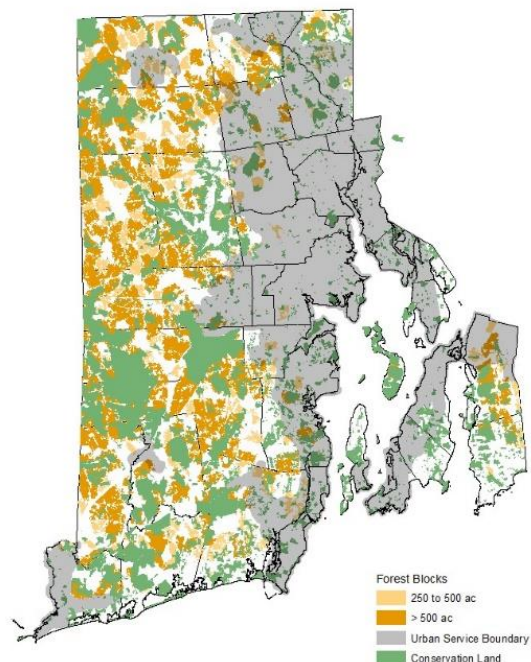 Forest Blocks
250 to 500 ac
> 500 ac
Urban Service Boundary
Conservation Land